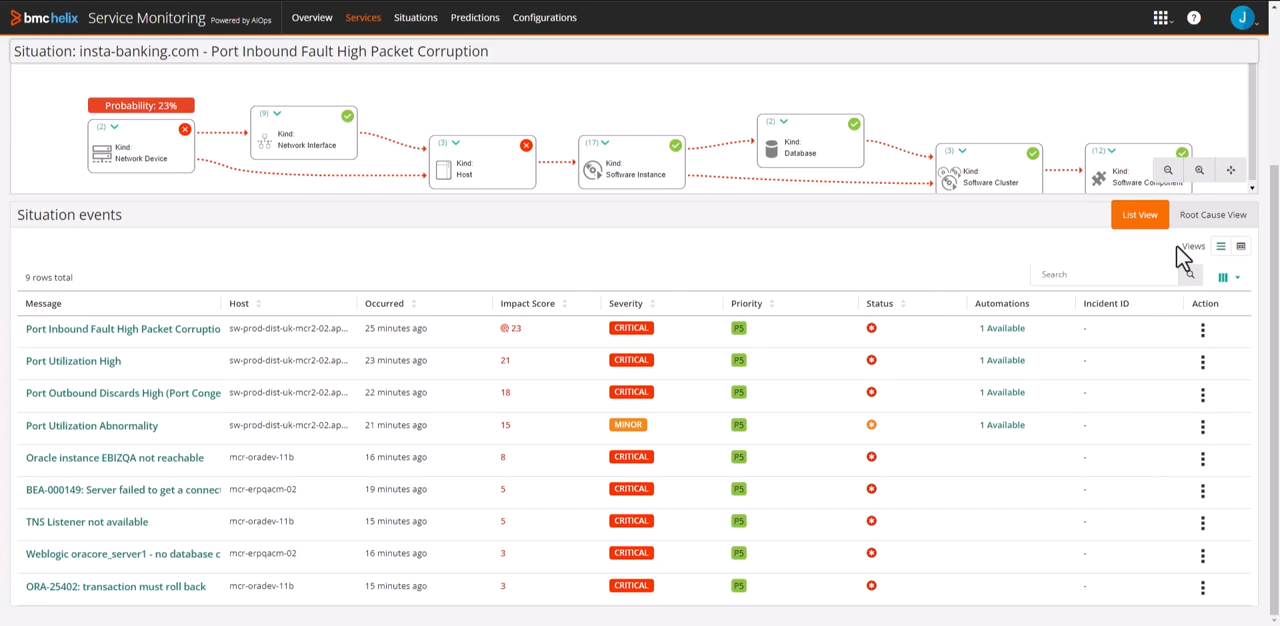 bmc helix Service Monitoring Powered by AIOps Overview Services Situations Predictions Configurations ? J
Situation: insta-banking.com - Port Inbound Fault High Packet Corruption
Probability: 23%
(2)
Kind:
Network Device
(9)
Kind:
Network Interface
(3)
Kind:
Host
(17)
Kind:
Software Instance
(2)
Kind:
Database
(3)
Kind:
Software Cluster
(12)
Kind:
Software Component
Situation events List View Root Cause View
Views
9 rows total Search
Message Host Occurred Impact Score Severity Priority Status Automations Incident ID Action
Port Inbound Fault High Packet Corruptio sw-prod-dist-uk-mcr2-02.ap... 25 minutes ago 23 CRITICAL P5 1 Available -
Port Utilization High sw-prod-dist-uk-mcr2-02.ap... 23 minutes ago 21 CRITICAL P5 1 Available -
Port Outbound Discards High (Port Conge sw-prod-dist-uk-mcr2-02.ap... 22 minutes ago 18 CRITICAL P5 1 Available -
Port Utilization Abnormality sw-prod-dist-uk-mcr2-02.ap... 21 minutes ago 15 MINOR P5 1 Available -
Oracle instance EBIZQA not reachable mcr-oradev-11b 16 minutes ago 8 CRITICAL P5 -
BEA-000149: Server failed to get a connect mcr-erpqacm-02 19 minutes ago 5 CRITICAL P5 -
TNS Listener not available mcr-oradev-11b 15 minutes ago 5 CRITICAL P5 -
Weblogic oracore_server1 - no database c mcr-erpqacm-02 16 minutes ago 3 CRITICAL P5 -
ORA-25402: transaction must roll back mcr-oradev-11b 15 minutes ago 3 CRITICAL P5 -